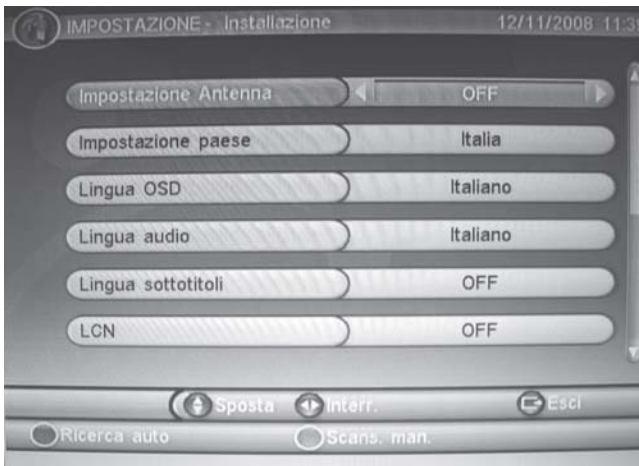 IMPOSTAZIONE - Installazione 12/11/2008 11:39
Impostazione Antenna OFF
Impostazione paese Italia
Lingua OSD Italiano
Lingua audio Italiano
Lingua sottotitoli OFF
LCN OFF
Sposta Interr. Esci
Ricerca auto Scans. man.